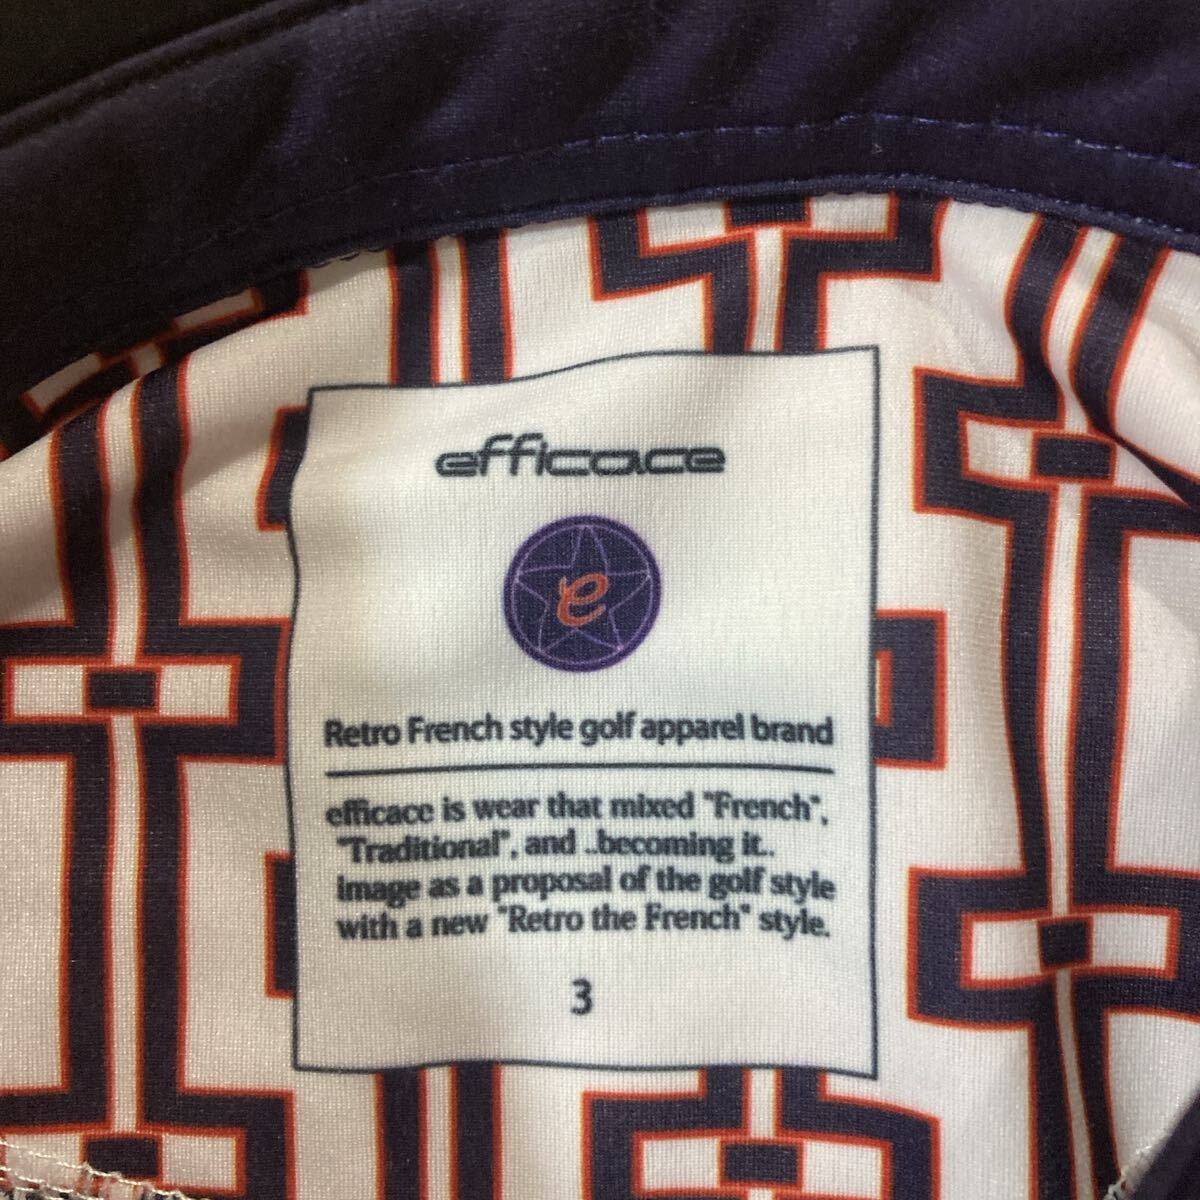 efficace
e
Retro French style golf apparel brand
efficace is wear that mixed "French",
"Traditional", and ..becoming it..
image as a proposal of the golf style
with a new "Retro the French" style.
3